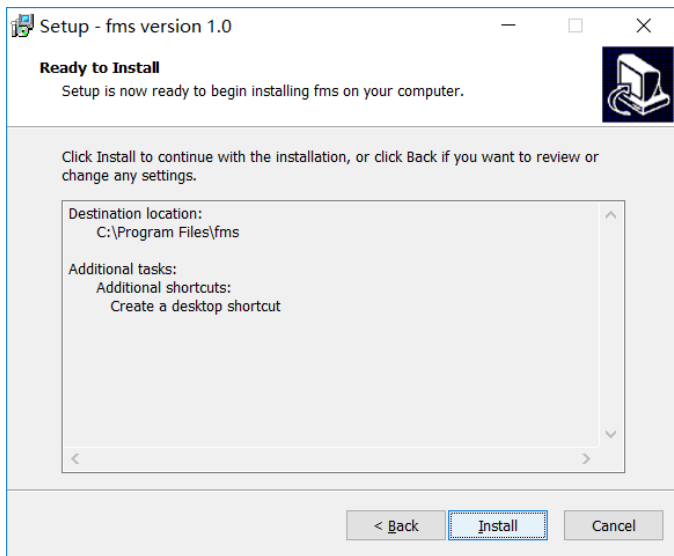 Setup - fms version 1.0
Ready to Install
Setup is now ready to begin installing fms on your computer.
Click Install to continue with the installation, or click Back if you want to review or
change any settings.
Destination location:
C:\Program Files\fms
Additional tasks:
Additional shortcuts:
Create a desktop shortcut
< Back
Install
Cancel